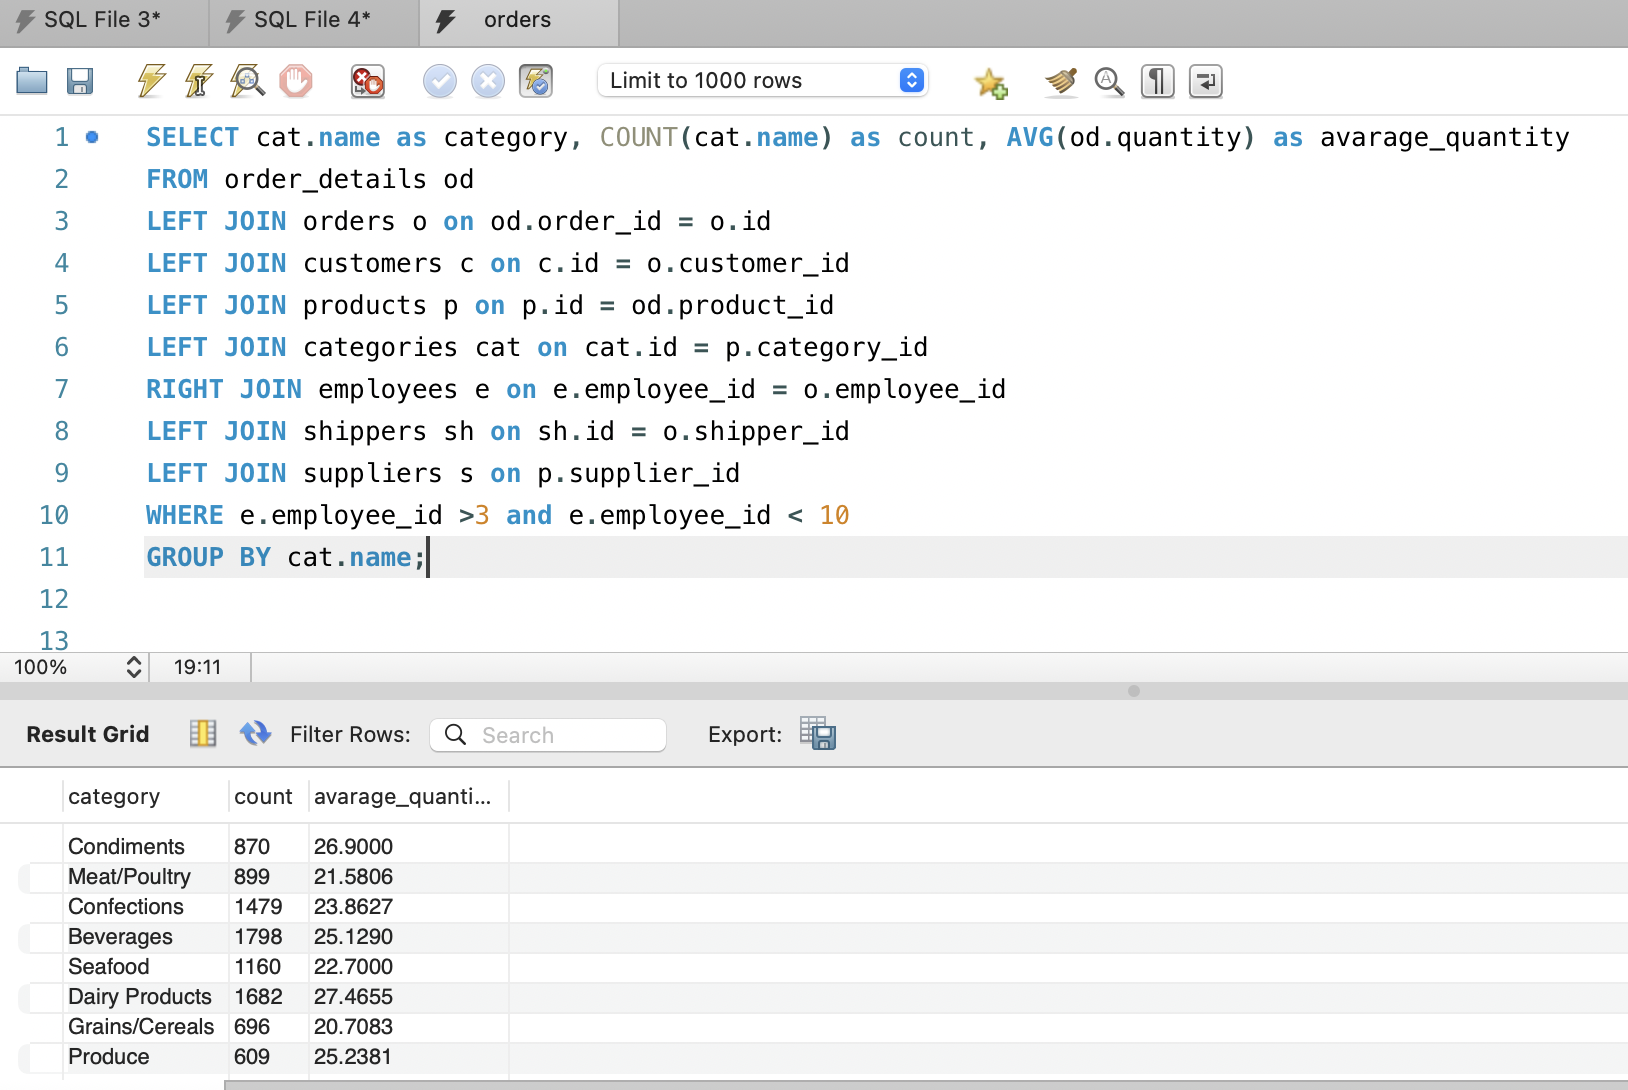 SQL File 3*
SQL File 4*
orders
Limit to 1000 rows
1 SELECT cat.name as category, COUNT(cat.name) as count, AVG(od.quantity) as avarage_quantity
2 FROM order_details od
3 LEFT JOIN orders o on od.order_id = o.id
4 LEFT JOIN customers c on c.id = o.customer_id
5 LEFT JOIN products p on p.id = od.product_id
6 LEFT JOIN categories cat on cat.id = p.category_id
7 RIGHT JOIN employees e on e.employee_id = o.employee_id
8 LEFT JOIN shippers sh on sh.id = o.shipper_id
9 LEFT JOIN suppliers s on p.supplier_id
10 WHERE e.employee_id >3 and e.employee_id < 10
11 GROUP BY cat.name;
12
13
100% 19:11
Result Grid Filter Rows: Search Export:
category count avarage_quanti...
Condiments 870 26.9000
Meat/Poultry 899 21.5806
Confections 1479 23.8627
Beverages 1798 25.1290
Seafood 1160 22.7000
Dairy Products 1682 27.4655
Grains/Cereals 696 20.7083
Produce 609 25.2381